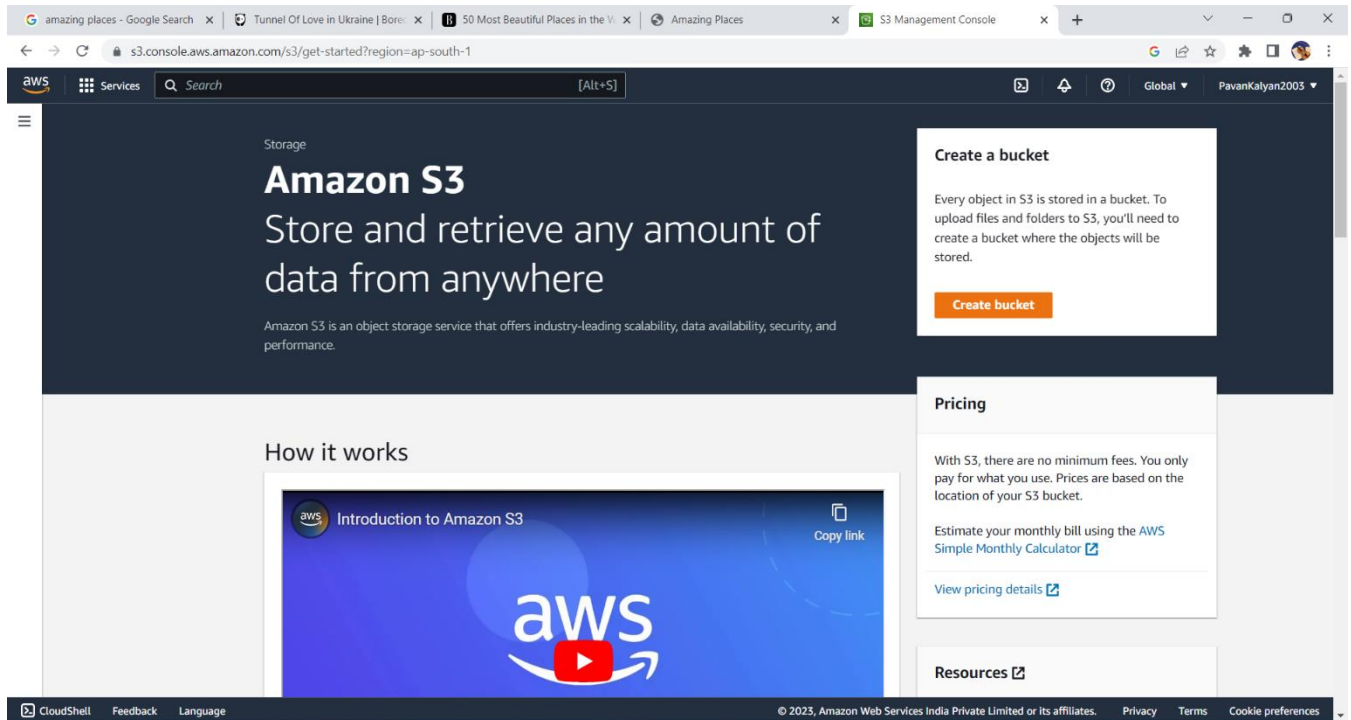 amazing places - Google Search
Tunnel Of Love in Ukraine | Bore
50 Most Beautiful Places in the
Amazing Places
S3 Management Console
s3.console.aws.amazon.com/s3/get-started?region=ap-south-1
aws
Services
Search
[Alt+S]
Global
PavanKalyan2003
Storage
Amazon S3
Store and retrieve any amount of
data from anywhere
Amazon S3 is an object storage service that offers industry-leading scalability, data availability, security, and
performance.
Create a bucket
Every object in S3 is stored in a bucket. To
upload files and folders to S3, you'll need to
create a bucket where the objects will be
stored.
Create bucket
Pricing
With S3, there are no minimum fees. You only
pay for what you use. Prices are based on the
location of your S3 bucket.
Estimate your monthly bill using the AWS
Simple Monthly Calculator
View pricing details
Resources
How it works
aws
Introduction to Amazon S3
Copy link
aws
CloudShell
Feedback
Language
© 2023, Amazon Web Services India Private Limited or its affiliates.
Privacy
Terms
Cookie preferences